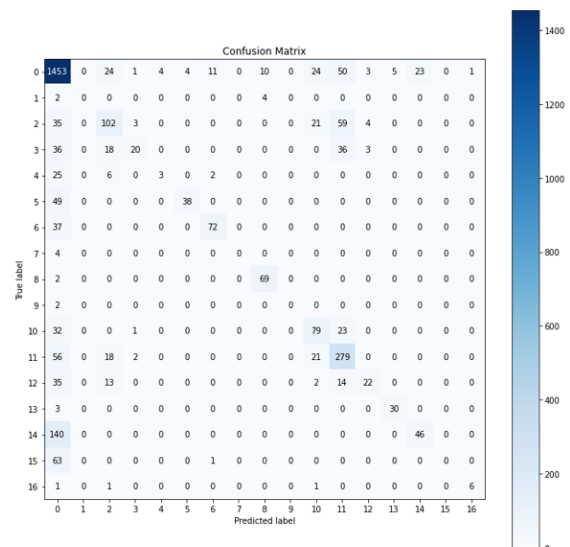 Confusion Matrix
0 1453 0 24 1 4 4 11 0 10 0 24 50 3 5 23 0 1
1 2 0 0 0 0 0 0 0 4 0 0 0 0 0 0 0 0
2 35 0 102 3 0 0 0 0 0 0 21 59 4 0 0 0 0
3 36 0 18 20 0 0 0 0 0 0 0 36 3 0 0 0 0
4 25 0 6 0 3 0 2 0 0 0 0 0 0 0 0 0 0
5 49 0 0 0 0 38 0 0 0 0 0 0 0 0 0 0 0
6 37 0 0 0 0 0 72 0 0 0 0 0 0 0 0 0 0
7 4 0 0 0 0 0 0 0 0 0 0 0 0 0 0 0 0
8 2 0 0 0 0 0 0 0 69 0 0 0 0 0 0 0 0
9 2 0 0 0 0 0 0 0 0 0 0 0 0 0 0 0 0
10 32 0 0 1 0 0 0 0 0 0 79 23 0 0 0 0 0
11 56 0 18 2 0 0 0 0 0 0 21 279 0 0 0 0 0
12 35 0 13 0 0 0 0 0 0 0 2 14 22 0 0 0 0
13 3 0 0 0 0 0 0 0 0 0 0 0 0 30 0 0 0
14 140 0 0 0 0 0 0 0 0 0 0 0 0 0 46 0 0
15 63 0 0 0 0 0 1 0 0 0 0 0 0 0 0 0 0
16 1 0 1 0 0 0 0 0 0 0 1 0 0 0 0 0 6
0 1 2 3 4 5 6 7 8 9 10 11 12 13 14 15 16
Predicted label
True label
1400
1200
1000
800
600
400
200
0